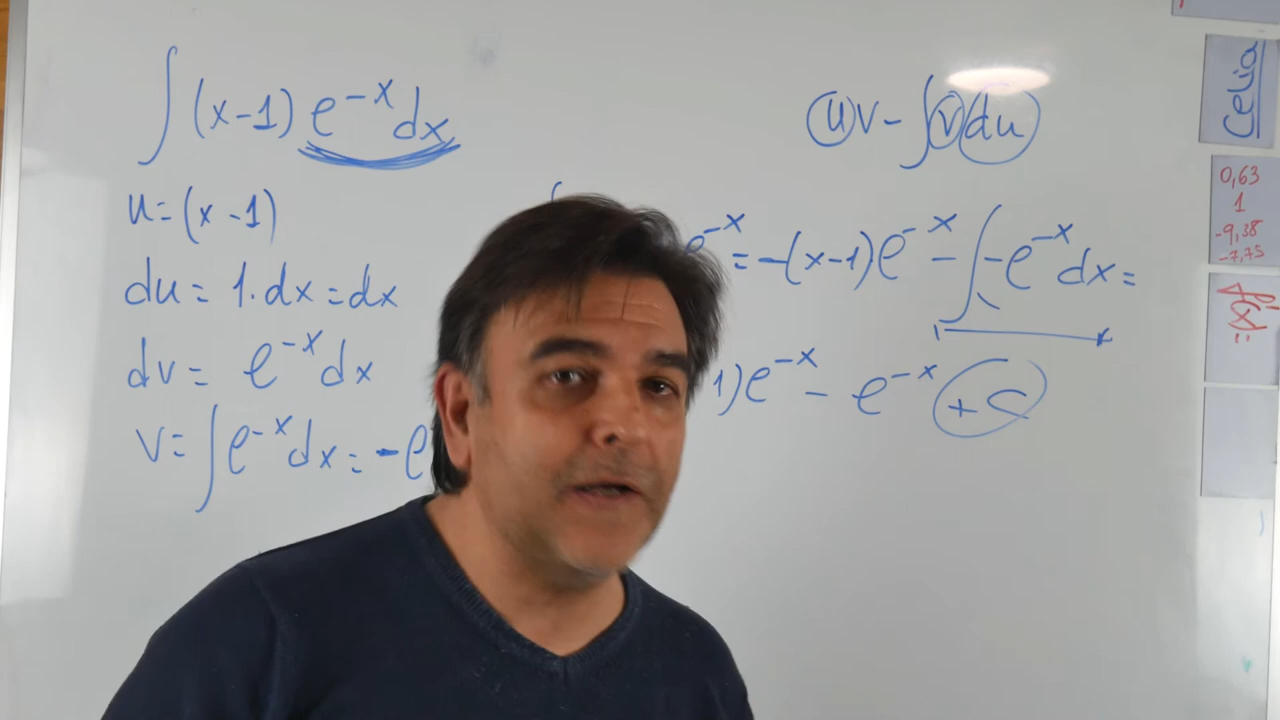 ∫(x-1) e^-x dx
uv-∫v du
u=(x-1)
du= 1.dx=dx
dv= e^-x dx
v=∫e^-x dx=-e
∫
e^-x =-(x-1)e^-x -∫-e^-x dx=
1)e^-x - e^-x +C
Celia
0,63
1
-9,38
-7,75